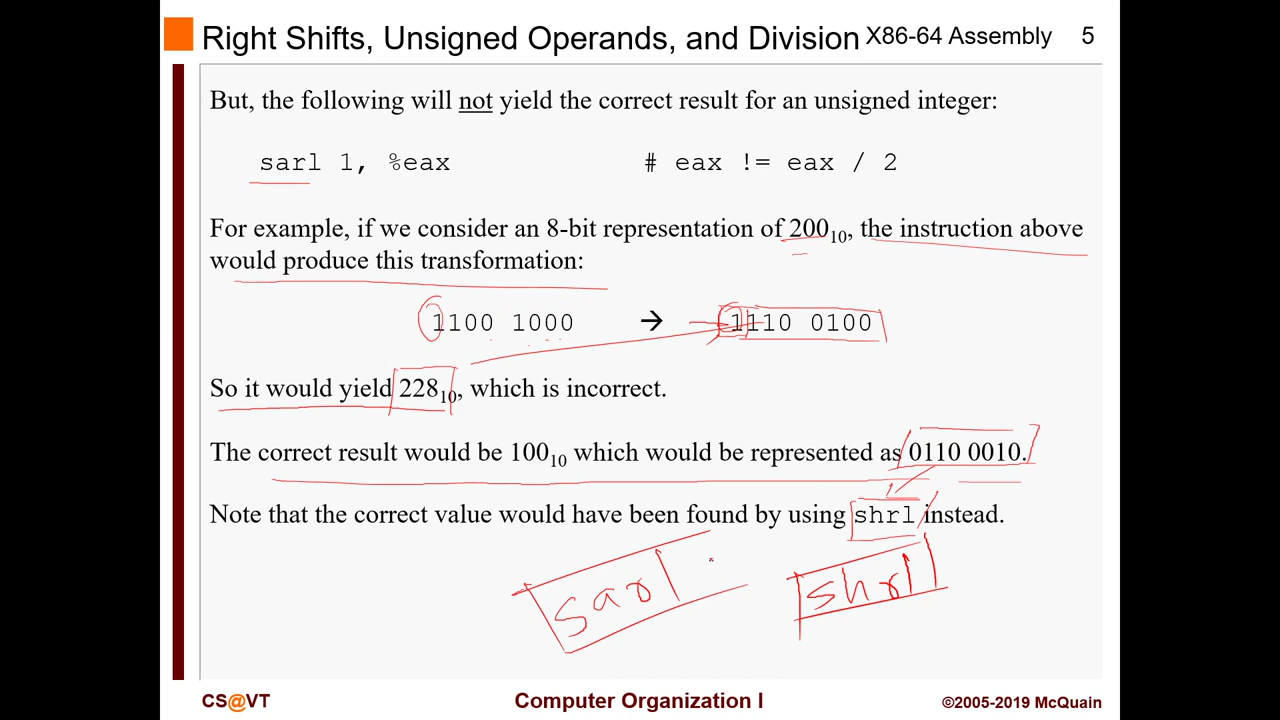 Right Shifts, Unsigned Operands, and Division X86-64 Assembly 5
But, the following will not yield the correct result for an unsigned integer:
sarl 1, %eax # eax != eax / 2
For example, if we consider an 8-bit representation of 200₁₀, the instruction above
would produce this transformation:
1100 1000 → 1110 0100
So it would yield 228₁₀, which is incorrect.
The correct result would be 100₁₀ which would be represented as 0110 0010.
Note that the correct value would have been found by using shrl instead.
sarl shrl
CS@VT Computer Organization I ©2005-2019 McQuain